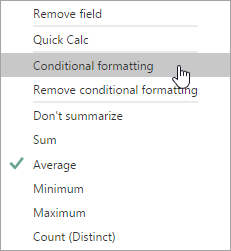 Remove field
Quick Calc
Conditional formatting
Remove conditional formatting
Don't summarize
Sum
Average
Minimum
Maximum
Count (Distinct)